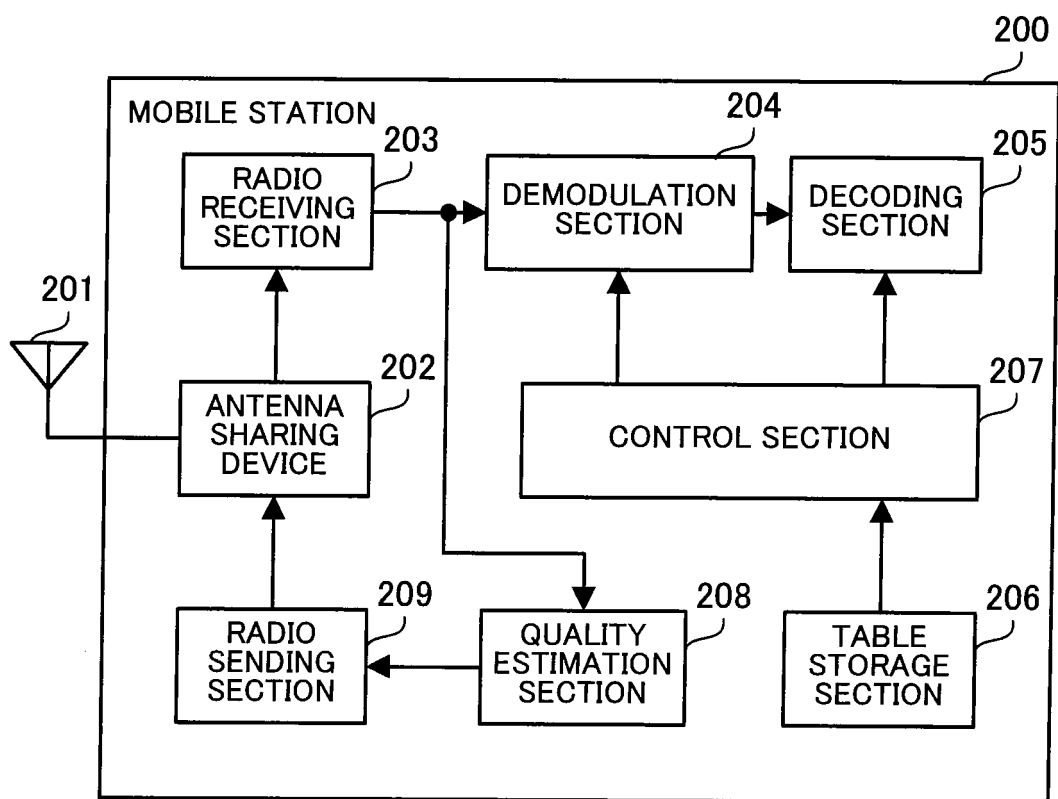 200
MOBILE STATION
203
204
205
RADIO
RECEIVING
SECTION
DEMODULATION
SECTION
DECODING
SECTION
201
202
207
ANTENNA
SHARING
DEVICE
CONTROL SECTION
209
208
206
RADIO
SENDING
SECTION
QUALITY
ESTIMATION
SECTION
TABLE
STORAGE
SECTION